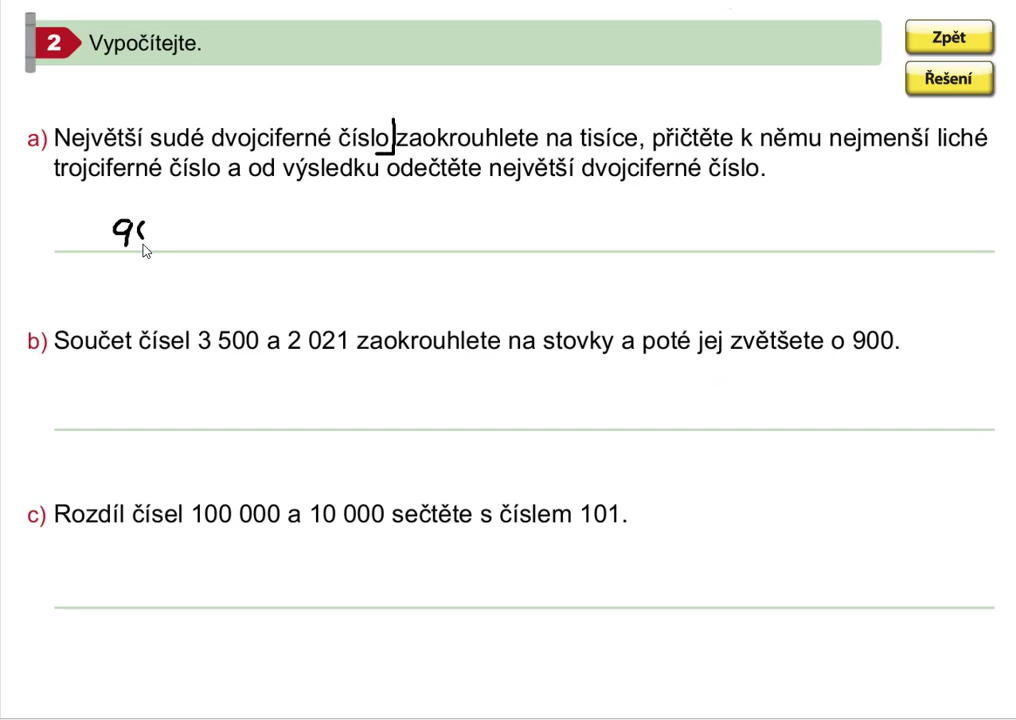 2 Vypočítejte.
Zpět
Řešení
a) Největší sudé dvojciferné číslo zaokrouhlete na tisíce, přičtěte k němu nejmenší liché
trojciferné číslo a od výsledku odečtěte největší dvojciferné číslo.
9
b) Součet čísel 3 500 a 2 021 zaokrouhlete na stovky a poté jej zvětšete o 900.
c) Rozdíl čísel 100 000 a 10 000 sečtěte s číslem 101.